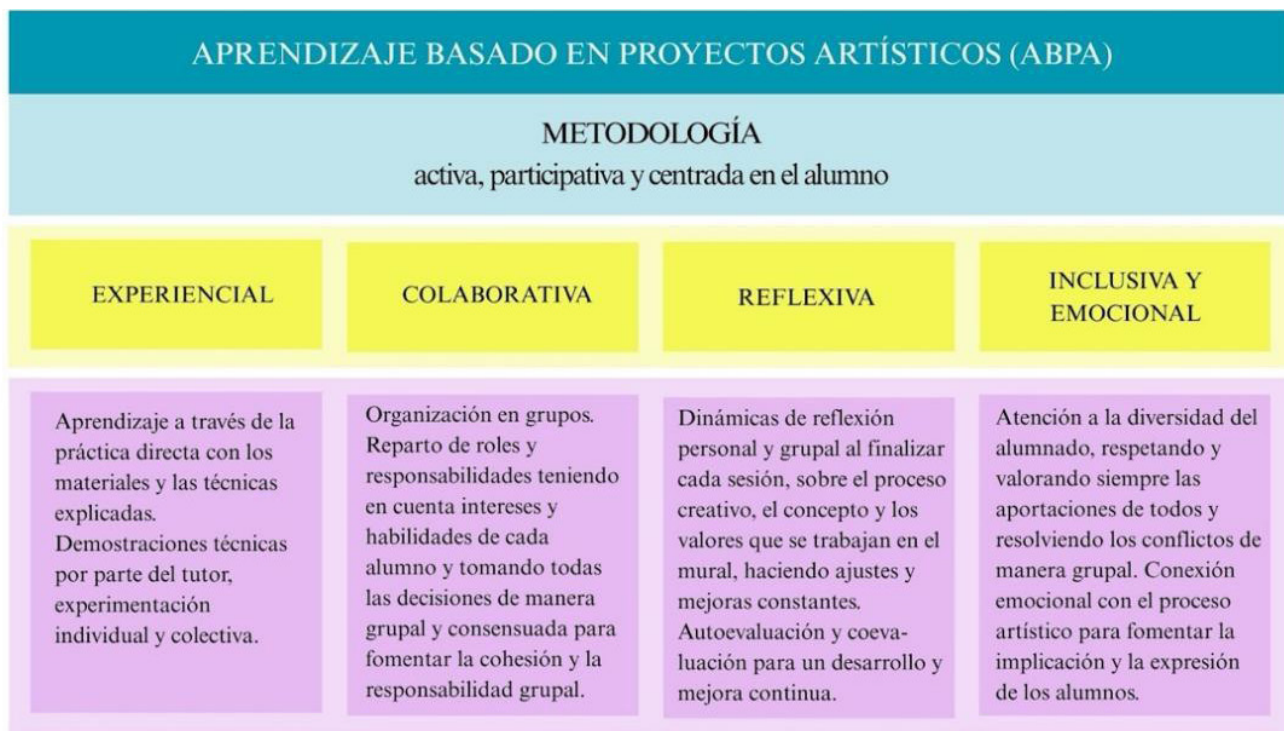 APRENDIZAJE BASADO EN PROYECTOS ARTÍSTICOS (ABPA)
METODOLOGÍA
activa, participativa y centrada en el alumno
EXPERIENCIAL
COLABORATIVA
REFLEXIVA
INCLUSIVA Y
EMOCIONAL
Aprendizaje a través de la
práctica directa con los
materiales y las técnicas
explicadas.
Demostraciones técnicas
por parte del tutor,
experimentación
individual y colectiva.
Organización en grupos.
Reparto de roles y
responsabilidades teniendo
en cuenta intereses y
habilidades de cada
alumno y tomando todas
las decisiones de manera
grupal y consensuada para
fomentar la cohesión y la
responsabilidad grupal.
Dinámicas de reflexión
personal y grupal al finalizar
cada sesión, sobre el proceso
creativo, el concepto y los
valores que se trabajan en el
mural, haciendo ajustes y
mejoras constantes.
Autoevaluación y coeva-
luación para un desarrollo y
mejora continua.
Atención a la diversidad del
alumnado, respetando y
valorando siempre las
aportaciones de todos y
resolviendo los conflictos de
manera grupal. Conexión
emocional con el proceso
artístico para fomentar la
implicación y la expresión
de los alumnos.